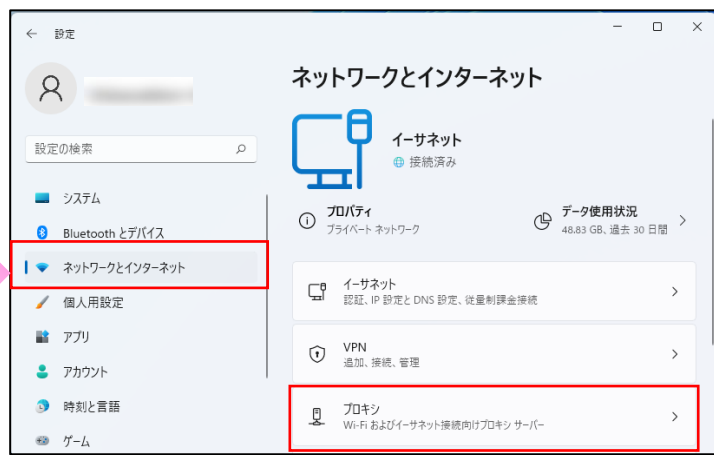 設定
設定の検索
システム
Bluetooth とデバイス
ネットワークとインターネット
個人用設定
アプリ
アカウント
時刻と言語
ゲーム
ネットワークとインターネット
イーサネット
接続済み
プロパティ
プライベート ネットワーク
データ使用状況
48.83 GB、過去 30 日間
イーサネット
認証、IP 設定と DNS 設定、従量制課金接続
VPN
追加、接続、管理
プロキシ
Wi-Fi およびイーサネット接続向けプロキシ サーバー